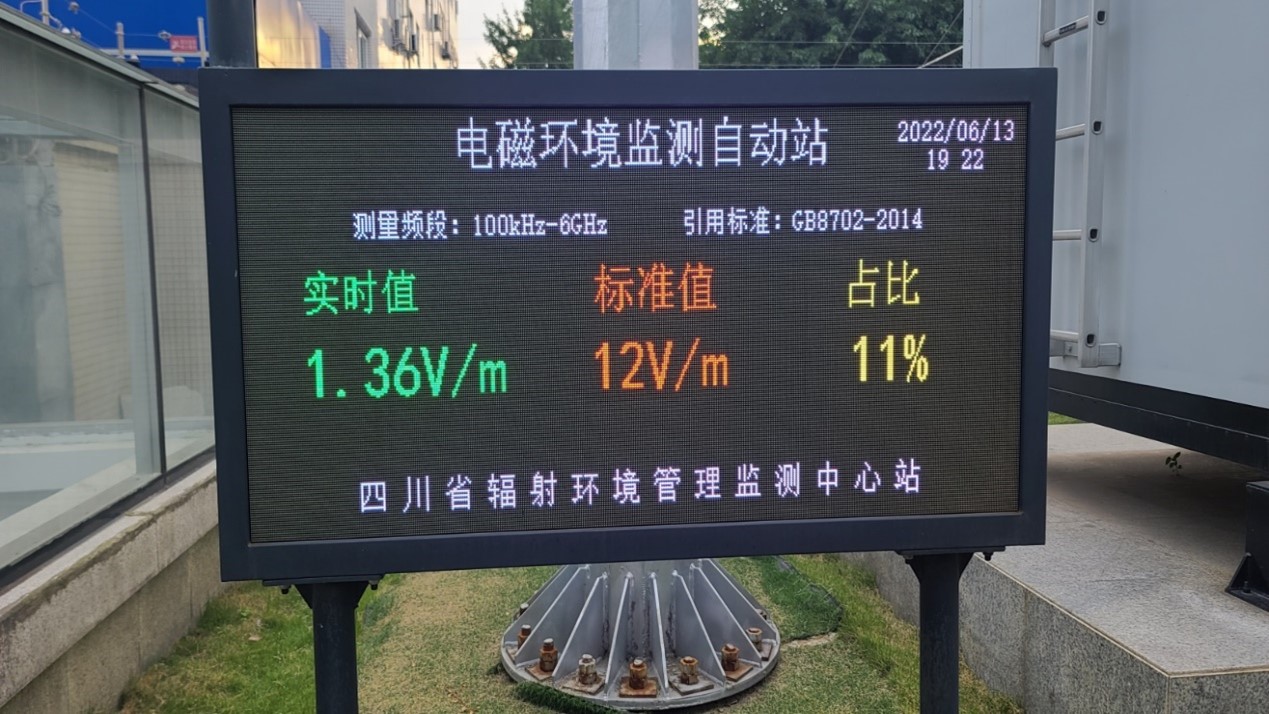 电磁环境监测自动站
2022/06/13
19 22
测量频段：100kHz-6GHz 引用标准：GB8702-2014
实时值 标准值 占比
1.36V/m 12V/m 11%
四川省辐射环境管理监测中心站